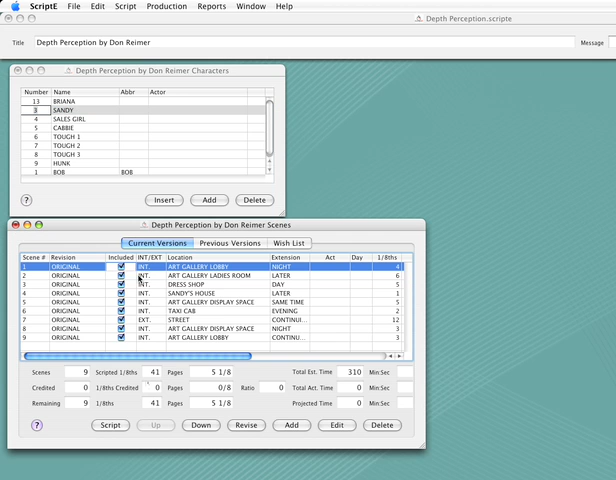 ScriptE File Edit Script Production Reports Window Help
Depth Perception.scripte
Title Depth Perception by Don Reimer Message
Depth Perception by Don Reimer Characters
Number Name Abbr Actor
13 BRIANA
3 SANDY
4 SALES GIRL
5 CABBIE
6 TOUGH 1
7 TOUGH 2
8 TOUGH 3
9 HUNK
1 BOB BOB
? Insert Add Delete
Depth Perception by Don Reimer Scenes
Current Versions Previous Versions Wish List
Scene # Revision Included INT/EXT Location Extension Act Day 1/8ths
1 ORIGINAL INT. ART GALLERY LOBBY NIGHT 4
2 ORIGINAL INT. ART GALLERY LADIES ROOM LATER 6
3 ORIGINAL INT. DRESS SHOP DAY 5
4 ORIGINAL INT. SANDY'S HOUSE LATER 1
5 ORIGINAL INT. ART GALLERY DISPLAY SPACE SAME TIME 5
6 ORIGINAL INT. TAXI CAB EVENING 2
7 ORIGINAL EXT. STREET CONTINUI... 12
8 ORIGINAL INT. ART GALLERY DISPLAY SPACE NIGHT 3
9 ORIGINAL INT. ART GALLERY LOBBY CONTINU... 3
Scenes 9 Scripted 1/8ths 41 Pages 5 1/8 Total Est. Time 310 Min:Sec
Credited 0 1/8ths Credited 0 Pages 0/8 Ratio 0 Total Act. Time 0 Min:Sec
Remaining 9 1/8ths 41 Pages 5 1/8 Projected Time 0 Min:Sec
? Script Up Down Revise Add Edit Delete